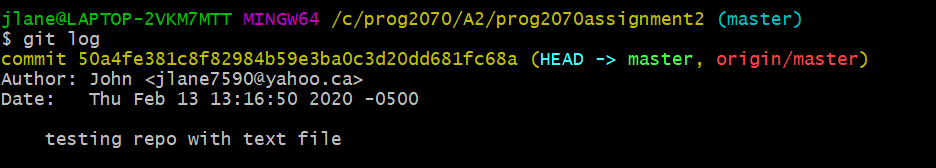 jlane@LAPTOP-2VKM7MTT MINGW64 /c/prog2070/A2/prog2070assignment2 (master)
$ git log
commit 50a4fe381c8f82984b59e3ba0c3d20dd681fc68a (HEAD -> master, origin/master)
Author: John <jlane7590@yahoo.ca>
Date:   Thu Feb 13 13:16:50 2020 -0500
    testing repo with text file